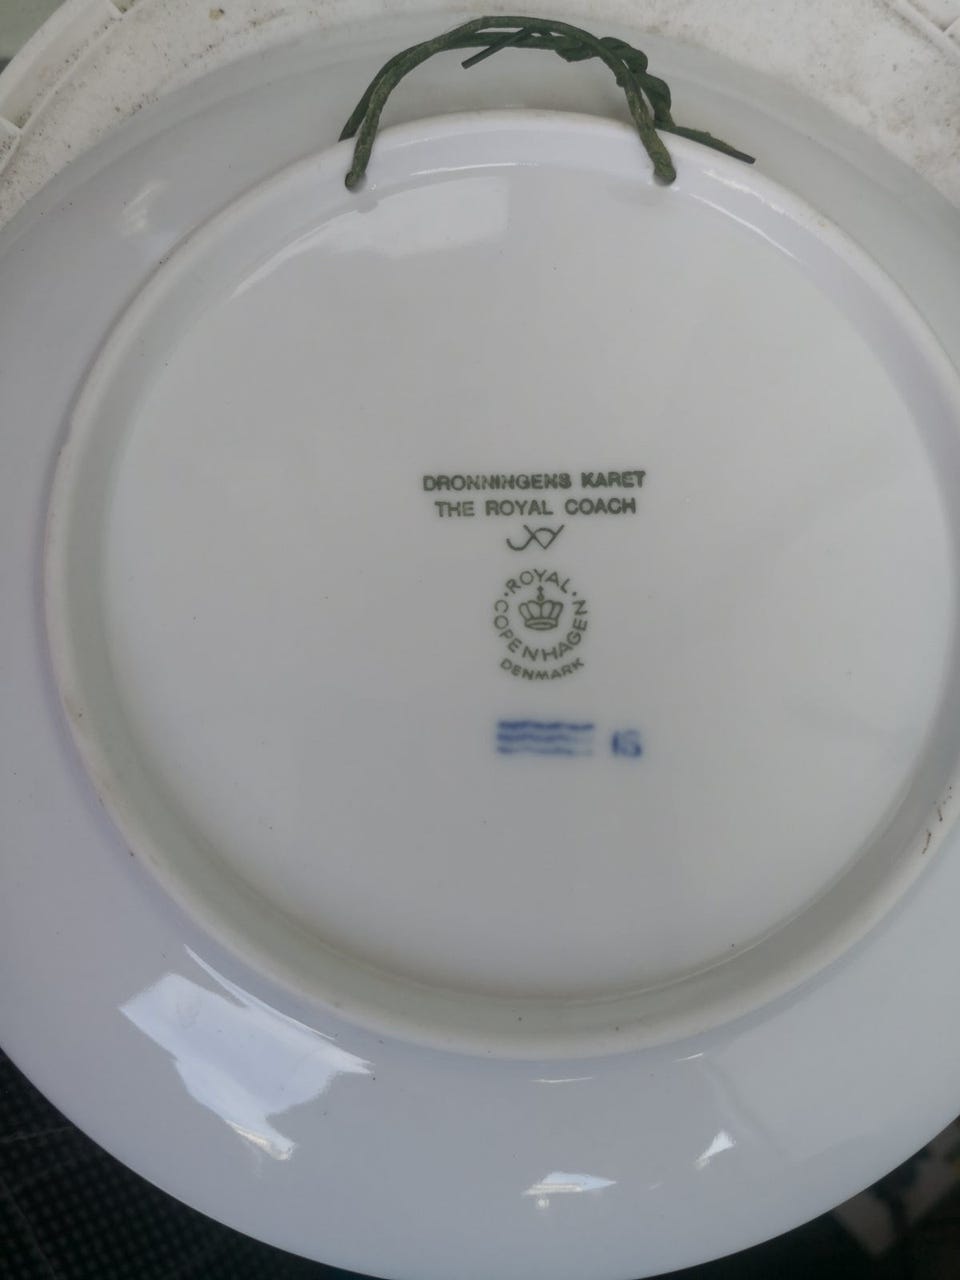 DRONNINGENS KARET
THE ROYAL COACH
ROYAL COPENHAGEN
DENMARK